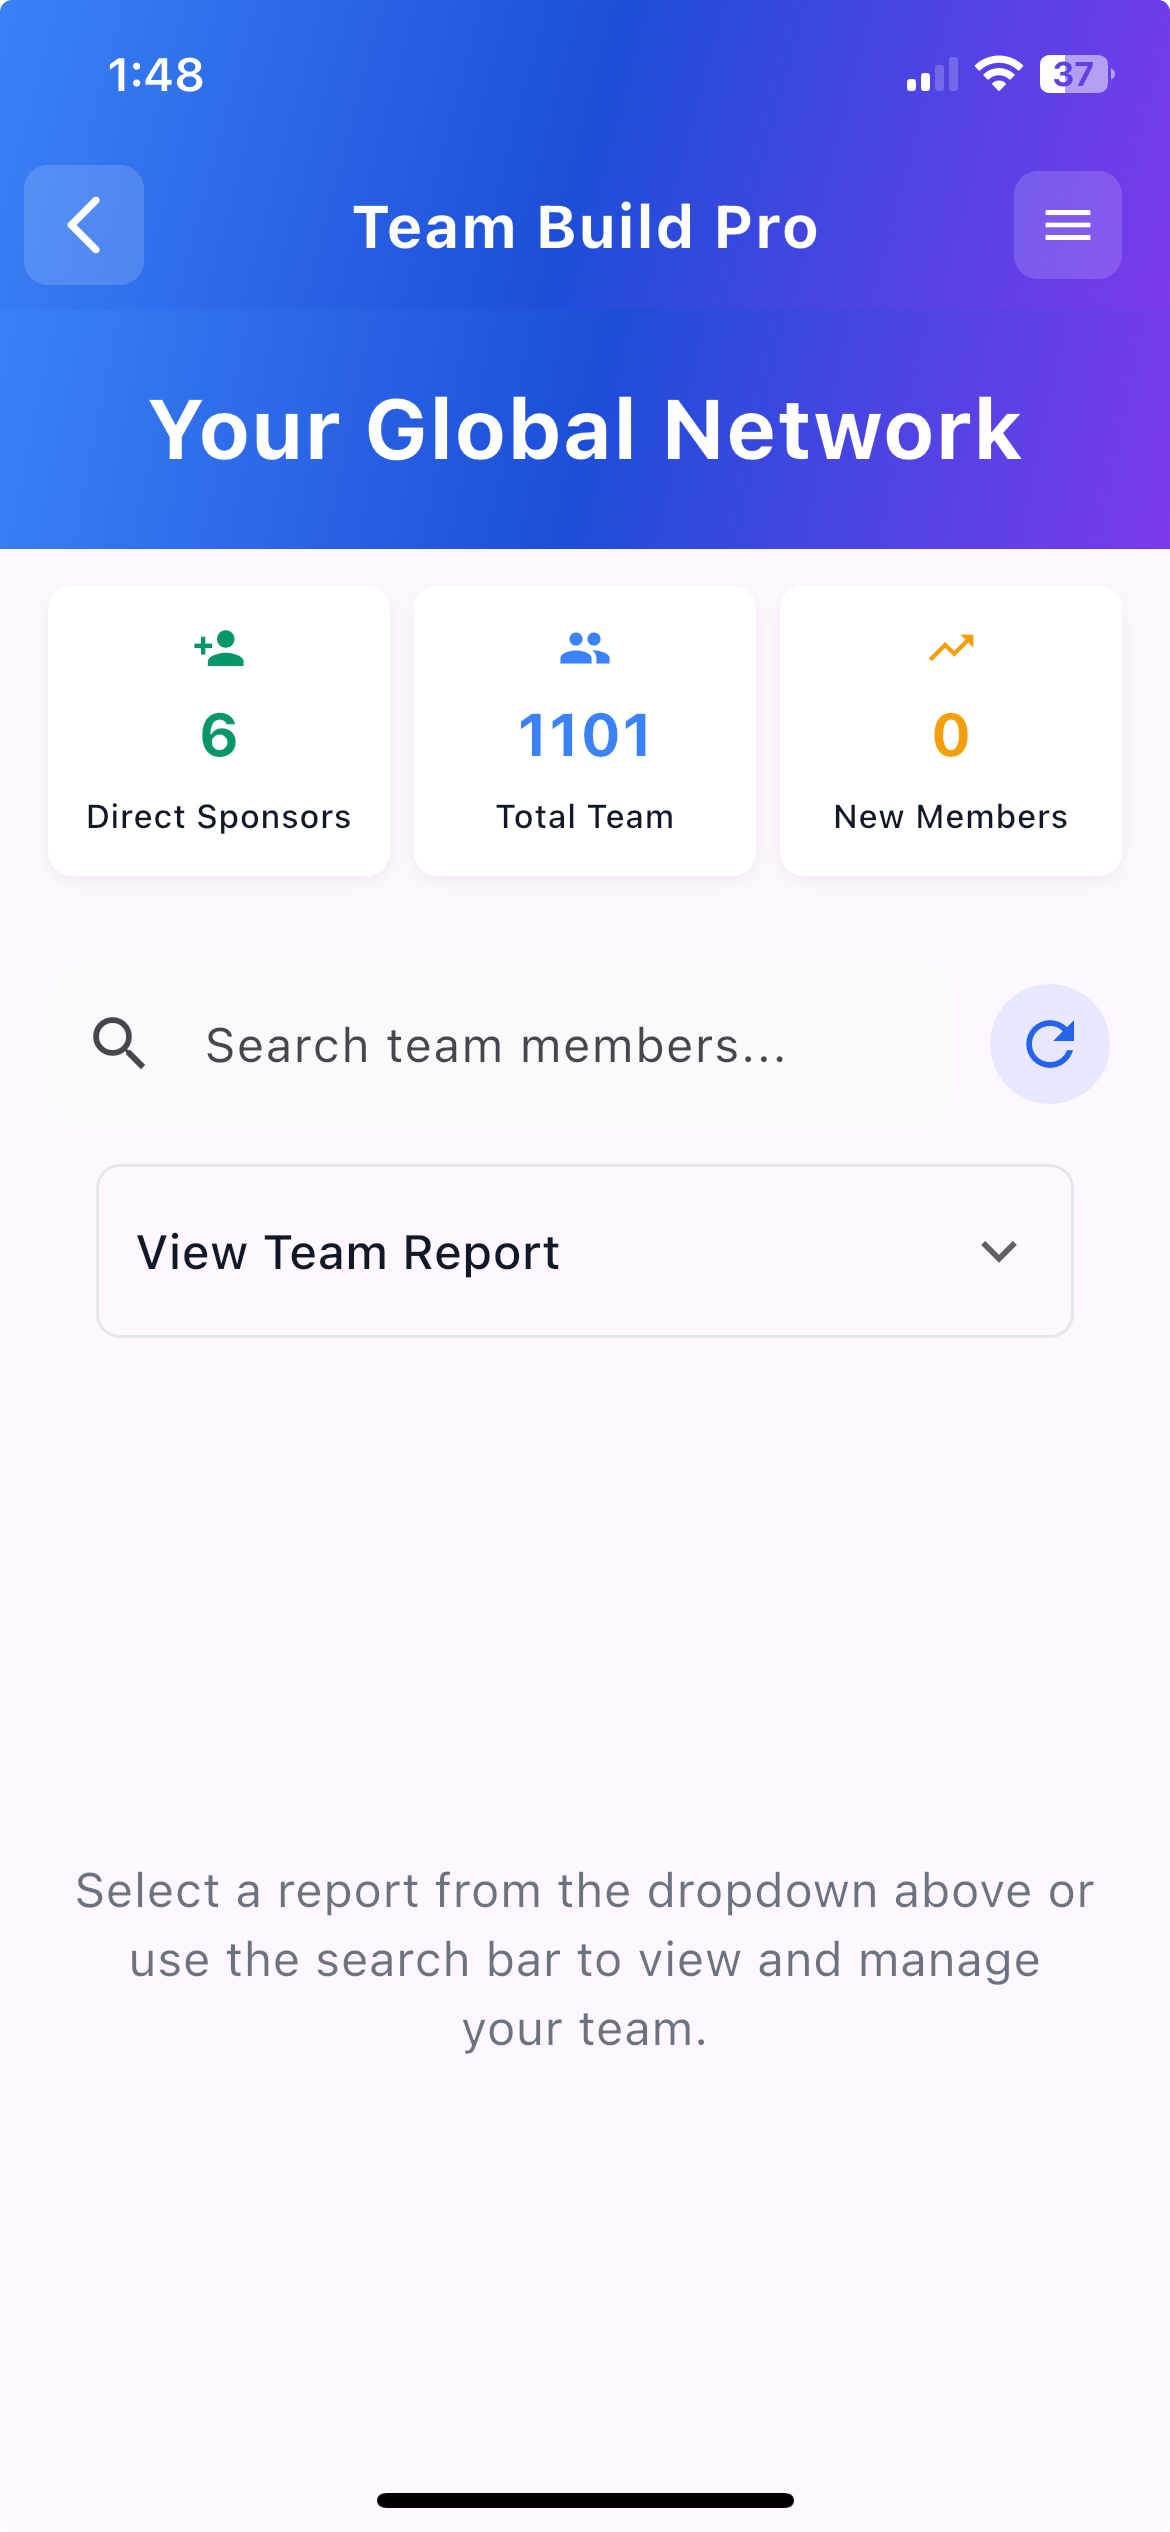 1:48
37
Team Build Pro
Your Global Network
6
1101
0
Direct Sponsors
Total Team
New Members
Search team members...
View Team Report
Select a report from the dropdown above or
use the search bar to view and manage
your team.